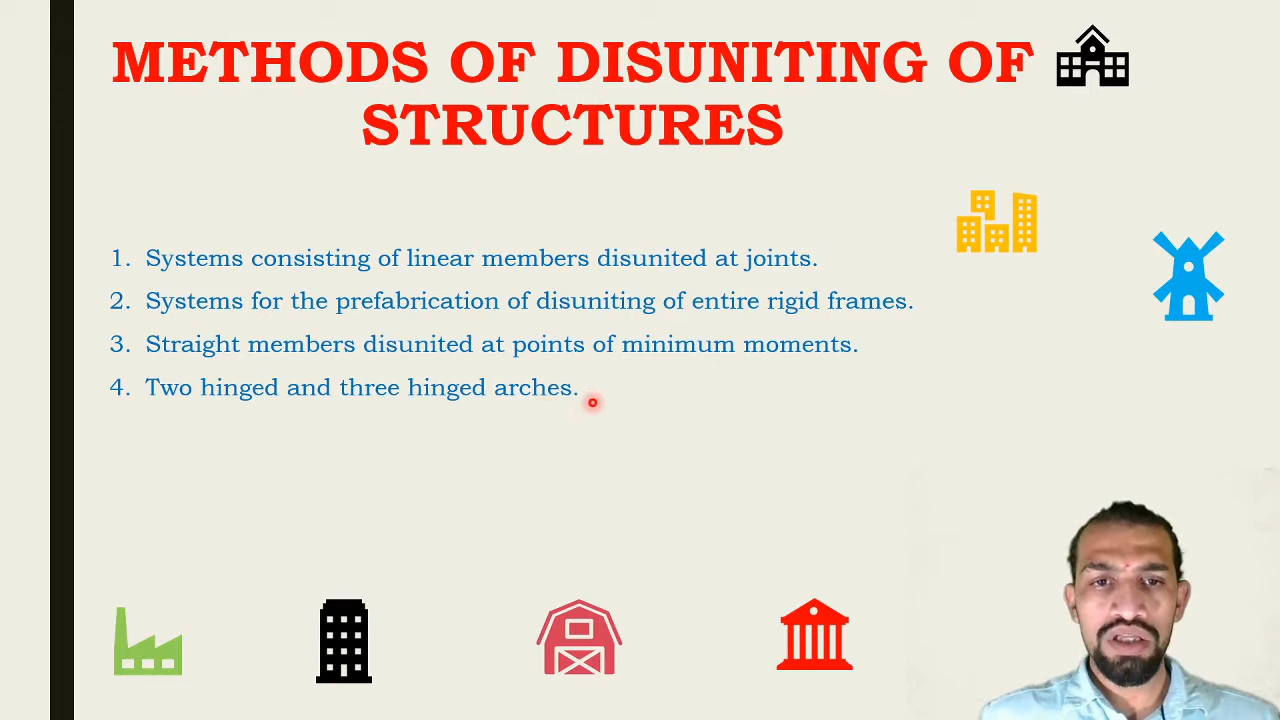 METHODS OF DISUNITING OF
STRUCTURES
1. Systems consisting of linear members disunited at joints.
2. Systems for the prefabrication of disuniting of entire rigid frames.
3. Straight members disunited at points of minimum moments.
4. Two hinged and three hinged arches.